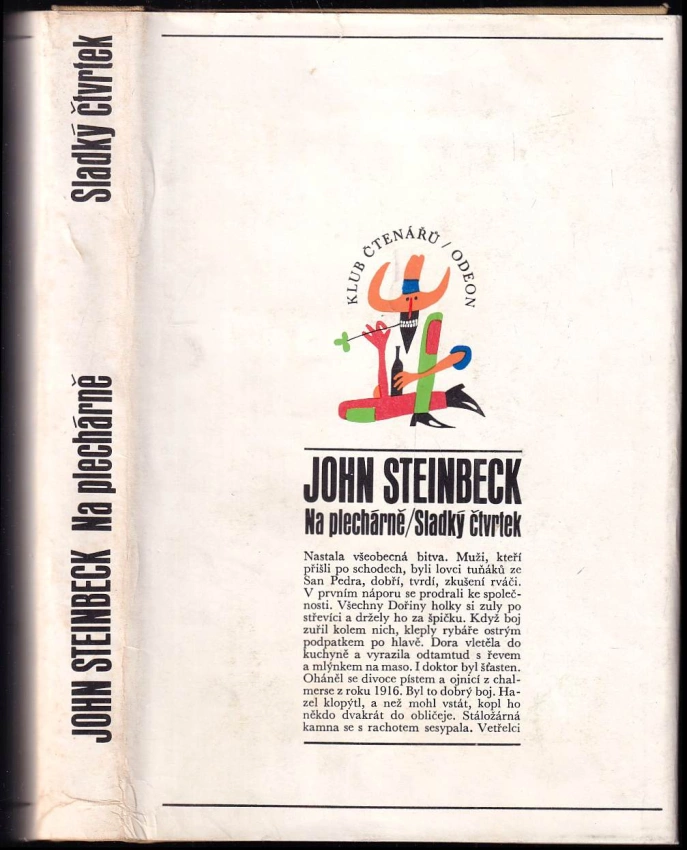 Sladký čtvrtek
JOHN STEINBECK Na plechárně
KLUB ČTENÁŘŮ / ODEON
JOHN STEINBECK
Na plechárně/Sladký čtvrtek
Nastala všeobecná bitva. Muži, kteří
přišli po schodech, byli lovci tuňáků ze
San Pedra, dobří, tvrdí, zkušení rváči.
V prvním náporu se prodrali ke společ-
nosti. Všechny Dořiny holky si zuly po
střevíci a držely ho za špičku. Když boj
zuřil kolem nich, kleply rybáře ostrým
podpatkem po hlavě. Dora vletěla do
kuchyně a vyrazila odtamtud s řevem
a mlýnkem na maso. I doktor byl šťasten.
Oháněl se divoce pístem a ojnicí z chal-
merse z roku 1916. Byl to dobrý boj. Ha-
zel klopýtl, a než mohl vstát, kopl ho
někdo dvakrát do obličeje. Stáložárná
kamna se s rachotem sesypala. Vetřelci